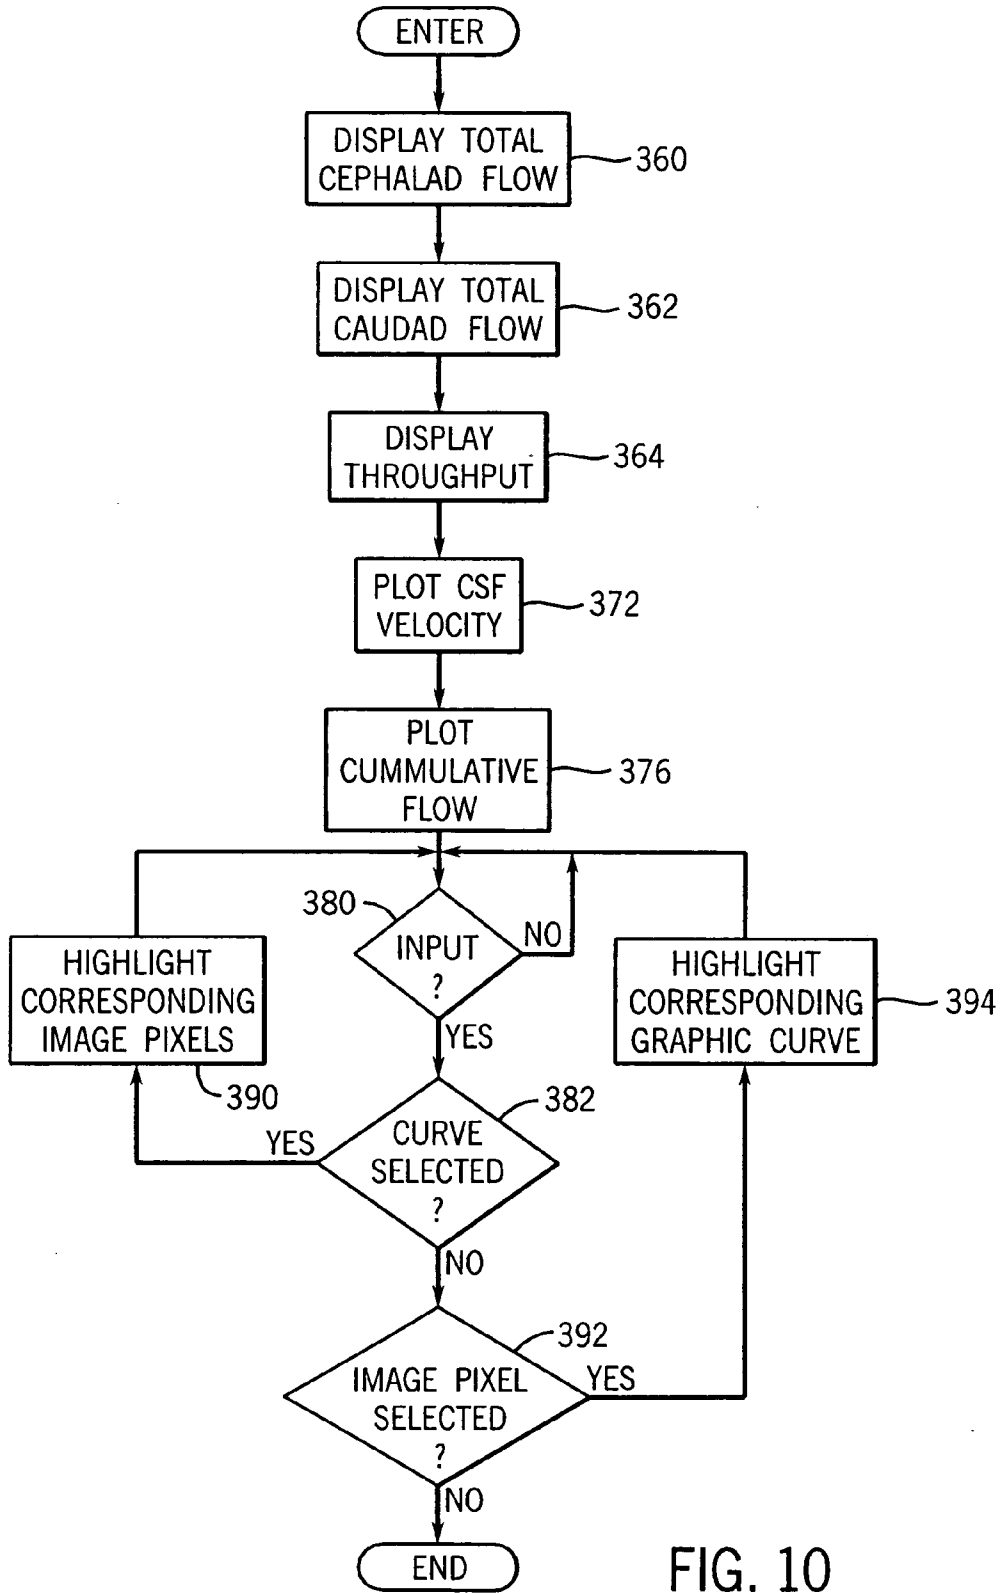 ENTER
DISPLAY TOTAL
CEPHALAD FLOW
360
DISPLAY TOTAL
CAUDAD FLOW
362
DISPLAY
THROUGHPUT
364
PLOT CSF
VELOCITY
372
PLOT
CUMMULATIVE
FLOW
376
380
INPUT
?
NO
YES
HIGHLIGHT
CORRESPONDING
IMAGE PIXELS
390
HIGHLIGHT
CORRESPONDING
GRAPHIC CURVE
394
382
CURVE
SELECTED
?
YES
NO
392
IMAGE PIXEL
SELECTED
?
YES
NO
END
FIG. 10